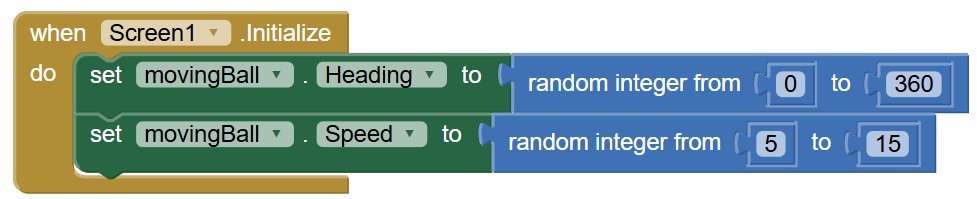 when Screen1 .Initialize
do set movingBall . Heading to random integer from 0 to 360
set movingBall . Speed to random integer from 5 to 15